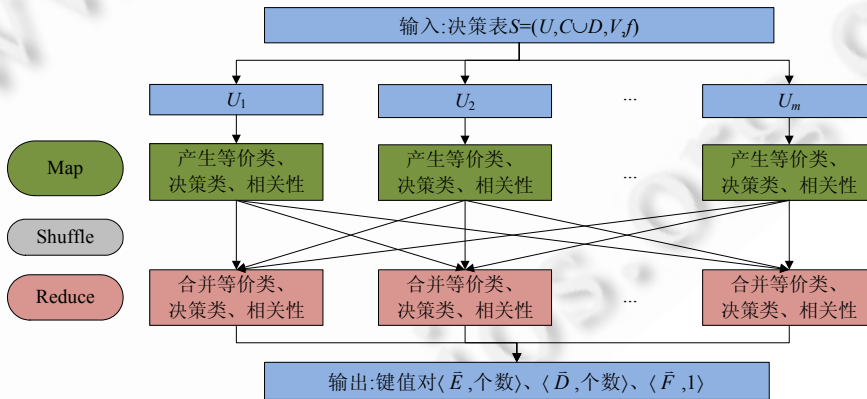 输入:决策表S=(U,C∪D,V,f)
U1 U2 ... Um
Map
产生等价类、
决策类、相关性
产生等价类、
决策类、相关性
...
产生等价类、
决策类、相关性
Shuffle
Reduce
合并等价类、
决策类、相关性
合并等价类、
决策类、相关性
...
合并等价类、
决策类、相关性
输出:键值对⟨Ē,个数⟩、⟨D̄,个数⟩、⟨F̄,1⟩